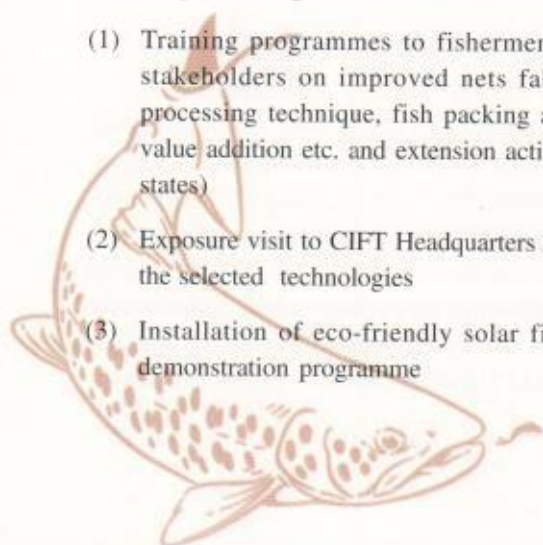 (1) Training programmes to fishermen
stakeholders on improved nets fa
processing technique, fish packing a
value addition etc. and extension acti
states)
(2) Exposure visit to CIFT Headquarters
the selected technologies
(3) Installation of eco-friendly solar fi
demonstration programme